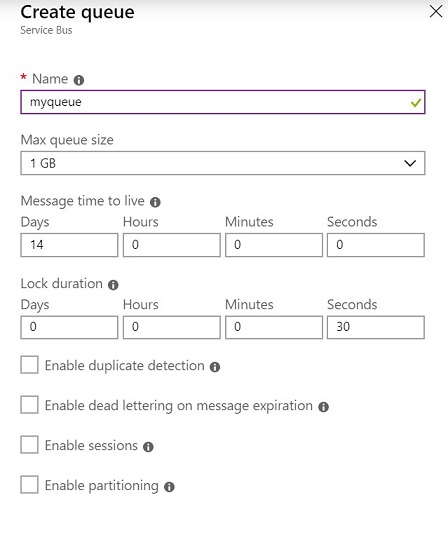 Create queue
Service Bus
* Name
myqueue
Max queue size
1 GB
Message time to live
Days Hours Minutes Seconds
14 0 0 0
Lock duration
Days Hours Minutes Seconds
0 0 0 30
Enable duplicate detection
Enable dead lettering on message expiration
Enable sessions
Enable partitioning